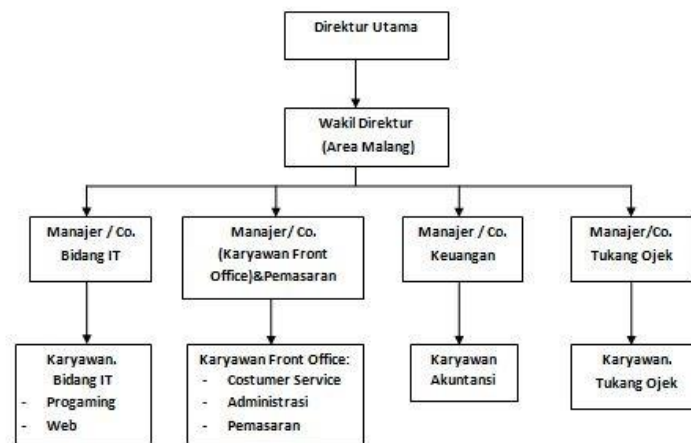 Direktur Utama
Wakil Direktur
(Area Malang)
Manajer / Co.
Bidang IT
Manajer/ Co.
(Karyawan Front
Office)&Pemasaran
Manajer / Co.
Keuangan
Manajer/Co.
Tukang Ojek
Karyawan.
Bidang IT
- Progaming
- Web
Karyawan Front Office:
- Costumer Service
- Administrasi
- Pemasaran
Karyawan
Akuntansi
Karyawan.
Tukang Ojek